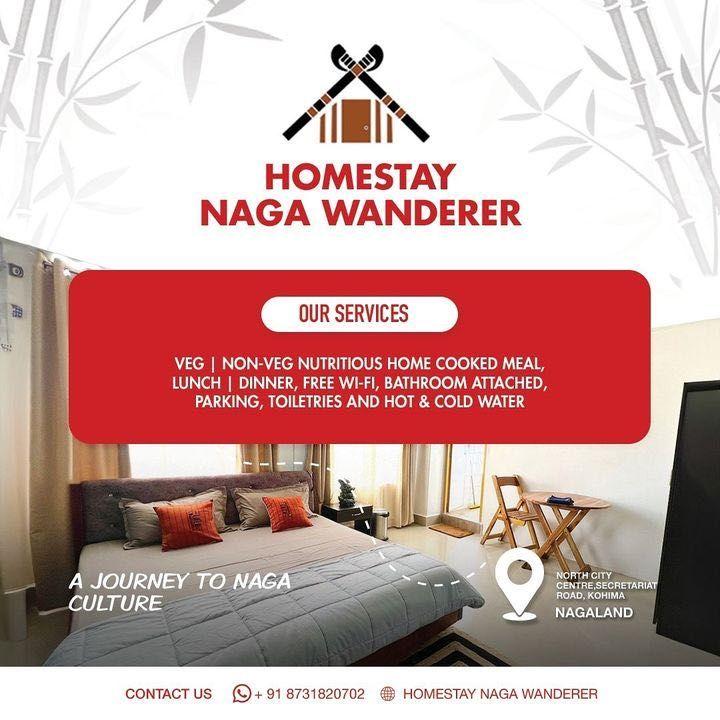 HOMESTAY
NAGA WANDERER
OUR SERVICES
VEG | NON-VEG NUTRITIOUS HOME COOKED MEAL,
LUNCH | DINNER, FREE WI-FI, BATHROOM ATTACHED,
PARKING, TOILETRIES AND HOT & COLD WATER
A JOURNEY TO NAGA
CULTURE
NORTH CITY
CENTRE,SECRETARIAT
ROAD, KOHIMA
NAGALAND
CONTACT US + 91 8731820702 HOMESTAY NAGA WANDERER